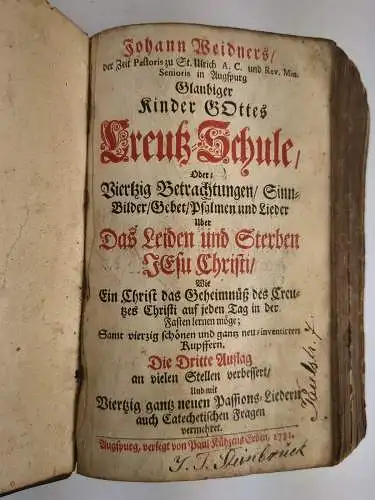 Johann Weidners/
der Zeit Pastoris zu St. Ulrich A. C. und Rev. Min.
Senioris in Augspurg
Glaubiger
Kinder GOttes
Creutz-Schule/
Oder:
Viertzig Betrachtungen/ Sinn-
Bilder/Gebet/Psalmen und Lieder
Uber
Das Leiden und Sterben
JEsu Christi/
Wie
Ein Christ das Geheimnüß des Creu-
tzes Christi auf jeden Tag in der
Fasten lernen möge;
Samt viertzig schönen und gantz neu-inventirten
Kupffern.
Die Dritte Auflag
an vielen Stellen verbessert/
Und mit
Viertzig gantz neuen Passions-Liedern
auch Catechetischen Fragen
vermehret.
Augspurg, verlegt von Paul Kühtzens Erben, 1731.
J. T. Steinbruck